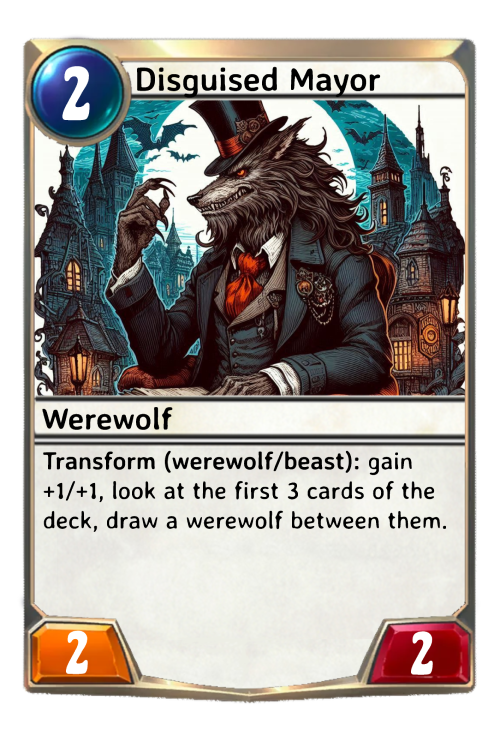 2
Disguised Mayor
Werewolf
Transform (werewolf/beast): gain
+1/+1, look at the first 3 cards of the
deck, draw a werewolf between them.
2
2